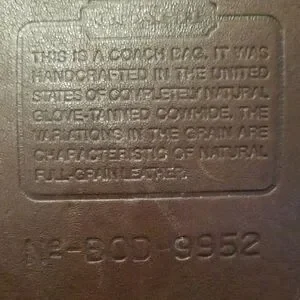 THIS IS A COACH BAG. IT WAS
HANDCRAFTED IN THE UNITED
STATES OF COMPLETELY NATURAL
GLOVE-TANNED COWHIDE. THE
VARIATIONS IN THE GRAIN ARE
CHARACTERISTIC OF NATURAL
FULL-GRAIN LEATHER.
Nº-80D-9952